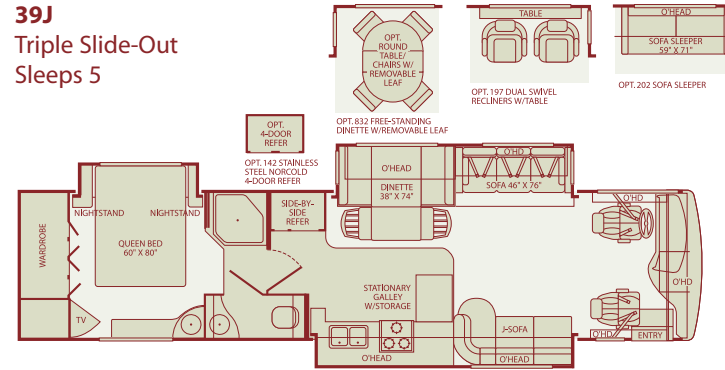 39J
Triple Slide-Out
Sleeps 5
OPT.
ROUND
TABLE/
CHAIRS W/
REMOVABLE
LEAF
OPT. 832 FREE-STANDING
DINETTE W/REMOVABLE LEAF
TABLE
OPT. 197 DUAL SWIVEL
RECLINERS W/TABLE
O'HEAD
SOFA SLEEPER
59" X 71"
OPT. 202 SOFA SLEEPER
OPT.
4-DOOR
REFER
OPT. 142 STAINLESS
STEEL NORCOLD
4-DOOR REFER
WARDROBE
NIGHTSTAND
NIGHTSTAND
QUEEN BED
60" X 80"
TV
SIDE-BY-
SIDE
REFER
O'HEAD
DINETTE
38" X 74"
O'HD
SOFA 46" X 76"
STATIONARY
GALLEY
W/STORAGE
O'HEAD
J-SOFA
O'HEAD
O'HD
O'HD
O'HD
ENTRY